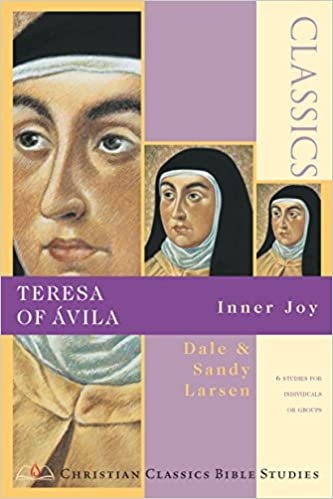 CLASSICS
TERESA
OF ÁVILA
Inner Joy
Dale &
Sandy
Larsen
6 STUDIES FOR
INDIVIDUALS
OR GROUPS
CHRISTIAN CLASSICS BIBLE STUDIES